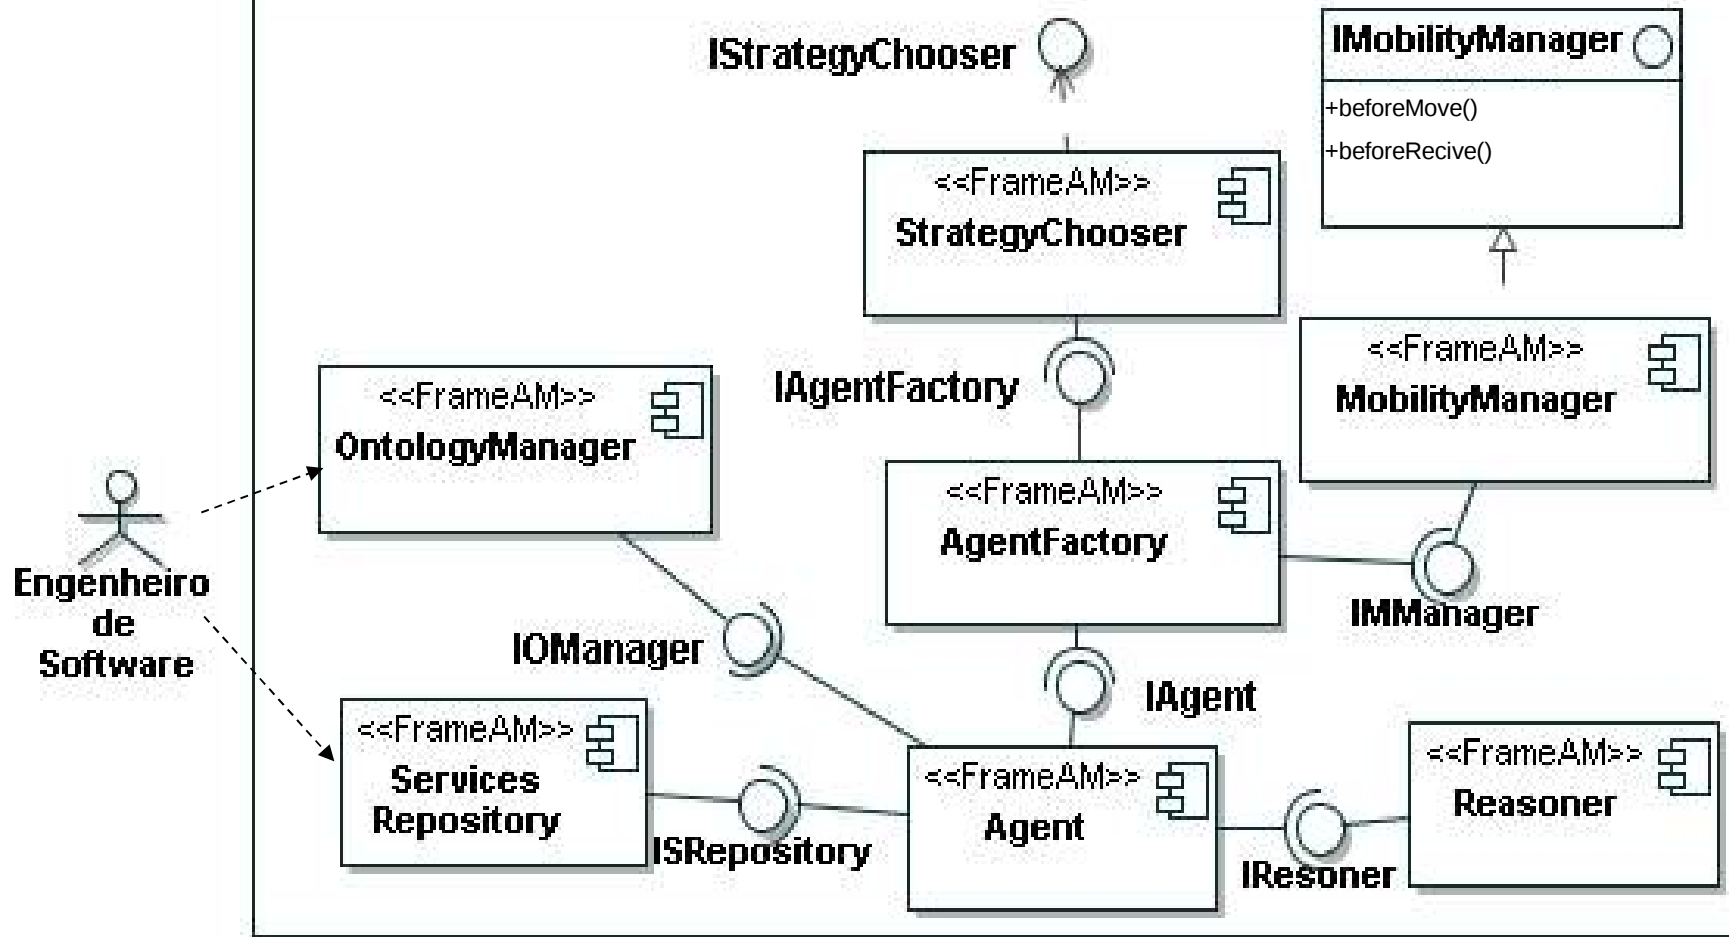 IStrategyChooser
IMobilityManager
+beforeMove()
+beforeRecive()
<<FrameAM>>
StrategyChooser
<<FrameAM>>
MobilityManager
IAgentFactory
<<FrameAM>>
OntologyManager
<<FrameAM>>
AgentFactory
Engenheiro
de
Software
IMManager
IOManager
IAgent
<<FrameAM>>
Services
Repository
ISRepository
<<FrameAM>>
Agent
<<FrameAM>>
Reasoner
IResoner